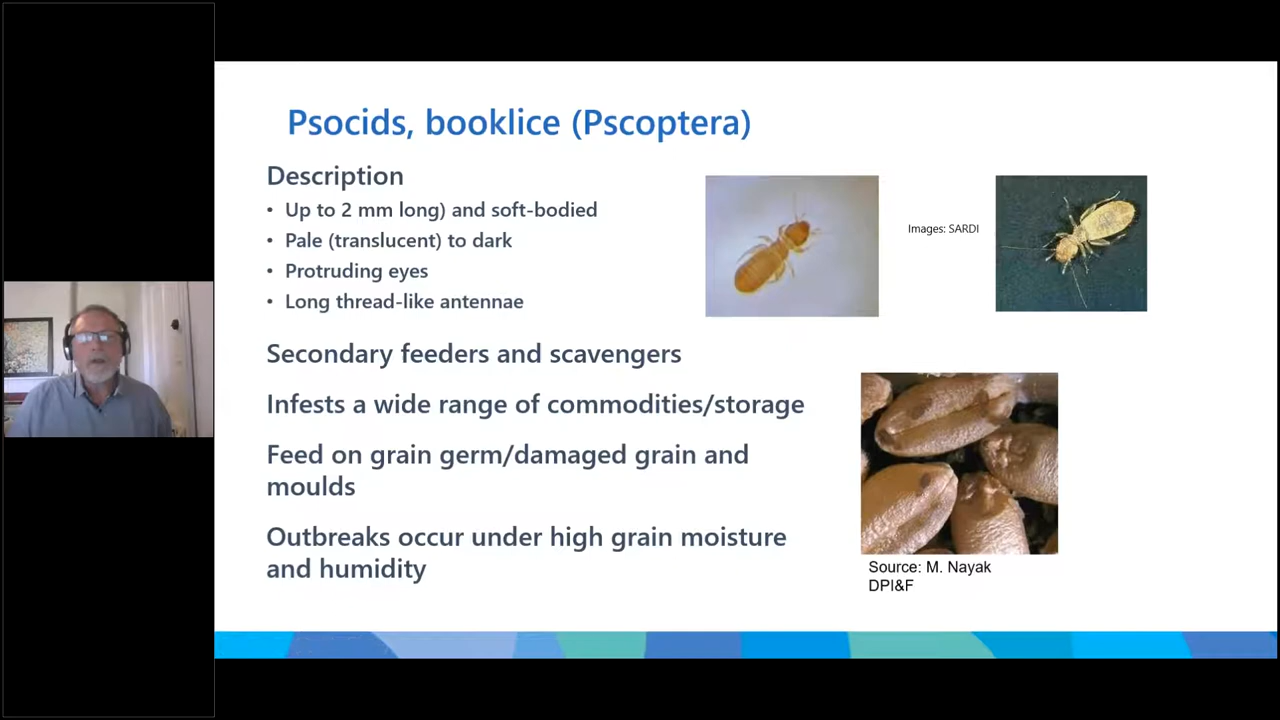 Psocids, booklice (Pscoptera)
Description
• Up to 2 mm long) and soft-bodied
• Pale (translucent) to dark
• Protruding eyes
• Long thread-like antennae
Images: SARDI
Secondary feeders and scavengers
Infests a wide range of commodities/storage
Feed on grain germ/damaged grain and
moulds
Outbreaks occur under high grain moisture
and humidity
Source: M. Nayak
DPI&F